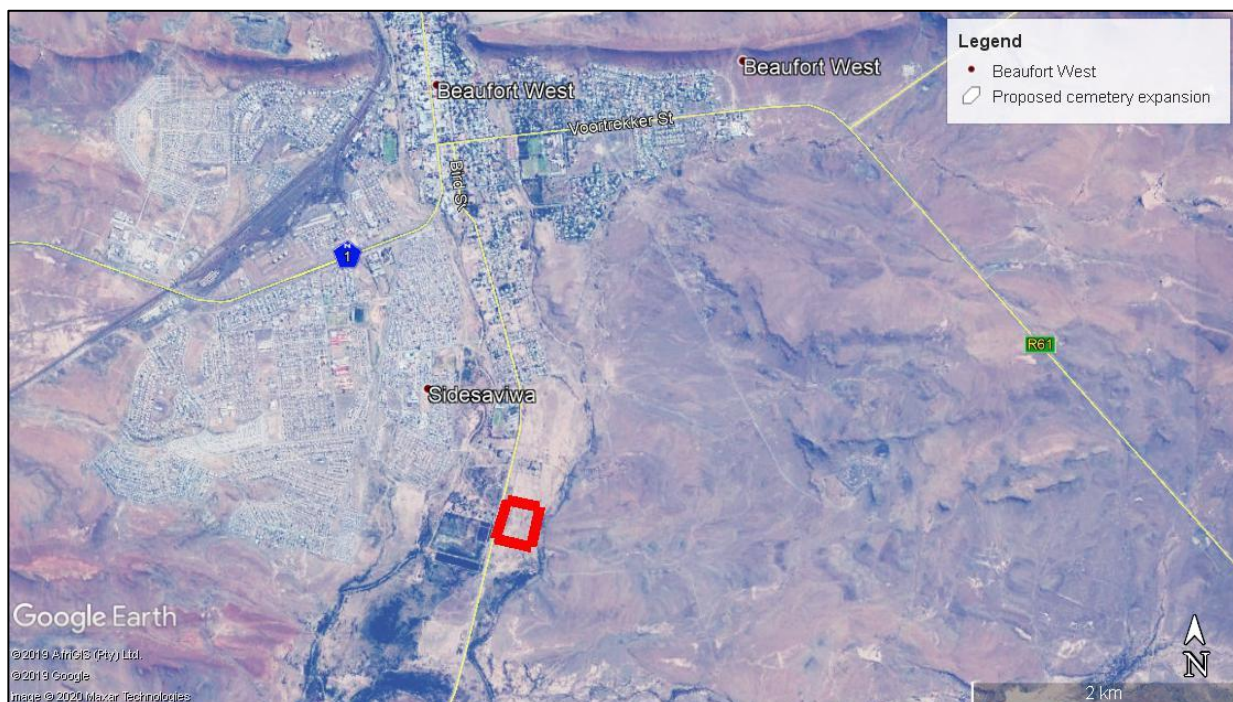 Legend
Beaufort West
Proposed cemetery expansion
Beaufort West
Beaufort West
Voortrekker St
Bird St
N
1
R61
Sidesaviwa
Google Earth
©2019 AfriGIS (Pty) Ltd.
©2019 Google
Image © 2020 Maxar Technologies
N
2 km